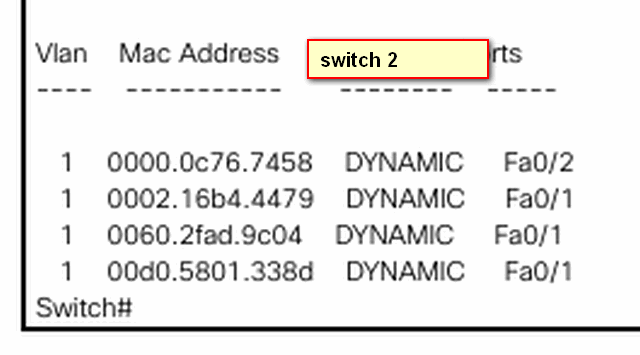 Vlan Mac Address switch 2 rts
---- ----------- -------- -----
1 0000.0c76.7458 DYNAMIC Fa0/2
1 0002.16b4.4479 DYNAMIC Fa0/1
1 0060.2fad.9c04 DYNAMIC Fa0/1
1 00d0.5801.338d DYNAMIC Fa0/1
Switch#